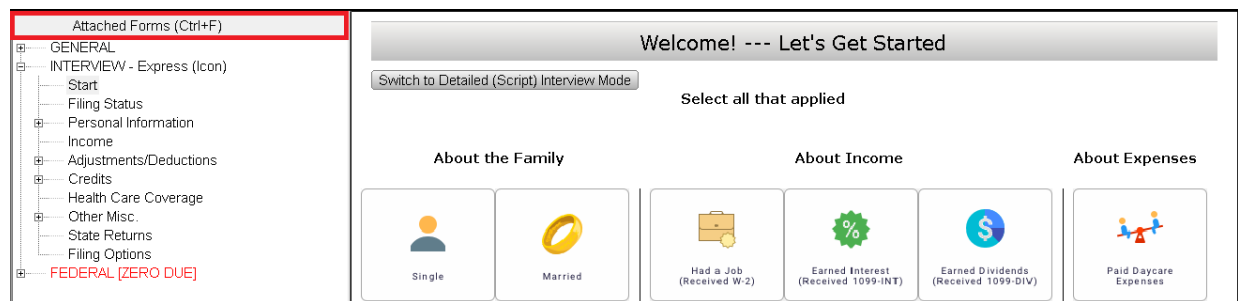 Attached Forms (Ctrl+F)
GENERAL
INTERVIEW - Express (Icon)
Start
Filing Status
Personal Information
Income
Adjustments/Deductions
Credits
Health Care Coverage
Other Misc.
State Returns
Filing Options
FEDERAL [ZERO DUE]
Welcome! --- Let's Get Started
Switch to Detailed (Script) Interview Mode
Select all that applied
About the Family
About Income
About Expenses
Single
Married
Had a Job
(Received W-2)
Earned Interest
(Received 1099-INT)
Earned Dividends
(Received 1099-DIV)
Paid Daycare
Expenses